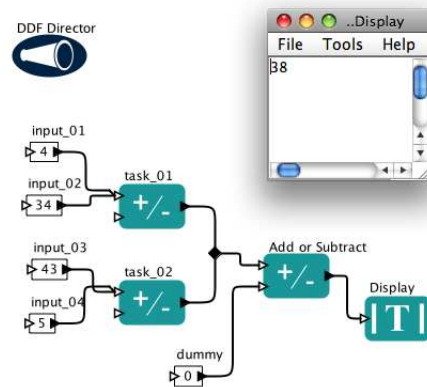 DDF Director
..Display
File Tools Help
38
input_01
4
task_01
+/-
input_02
34
input_03
43
task_02
+/-
input_04
5
Add or Subtract
+/-
Display
T
dummy
0